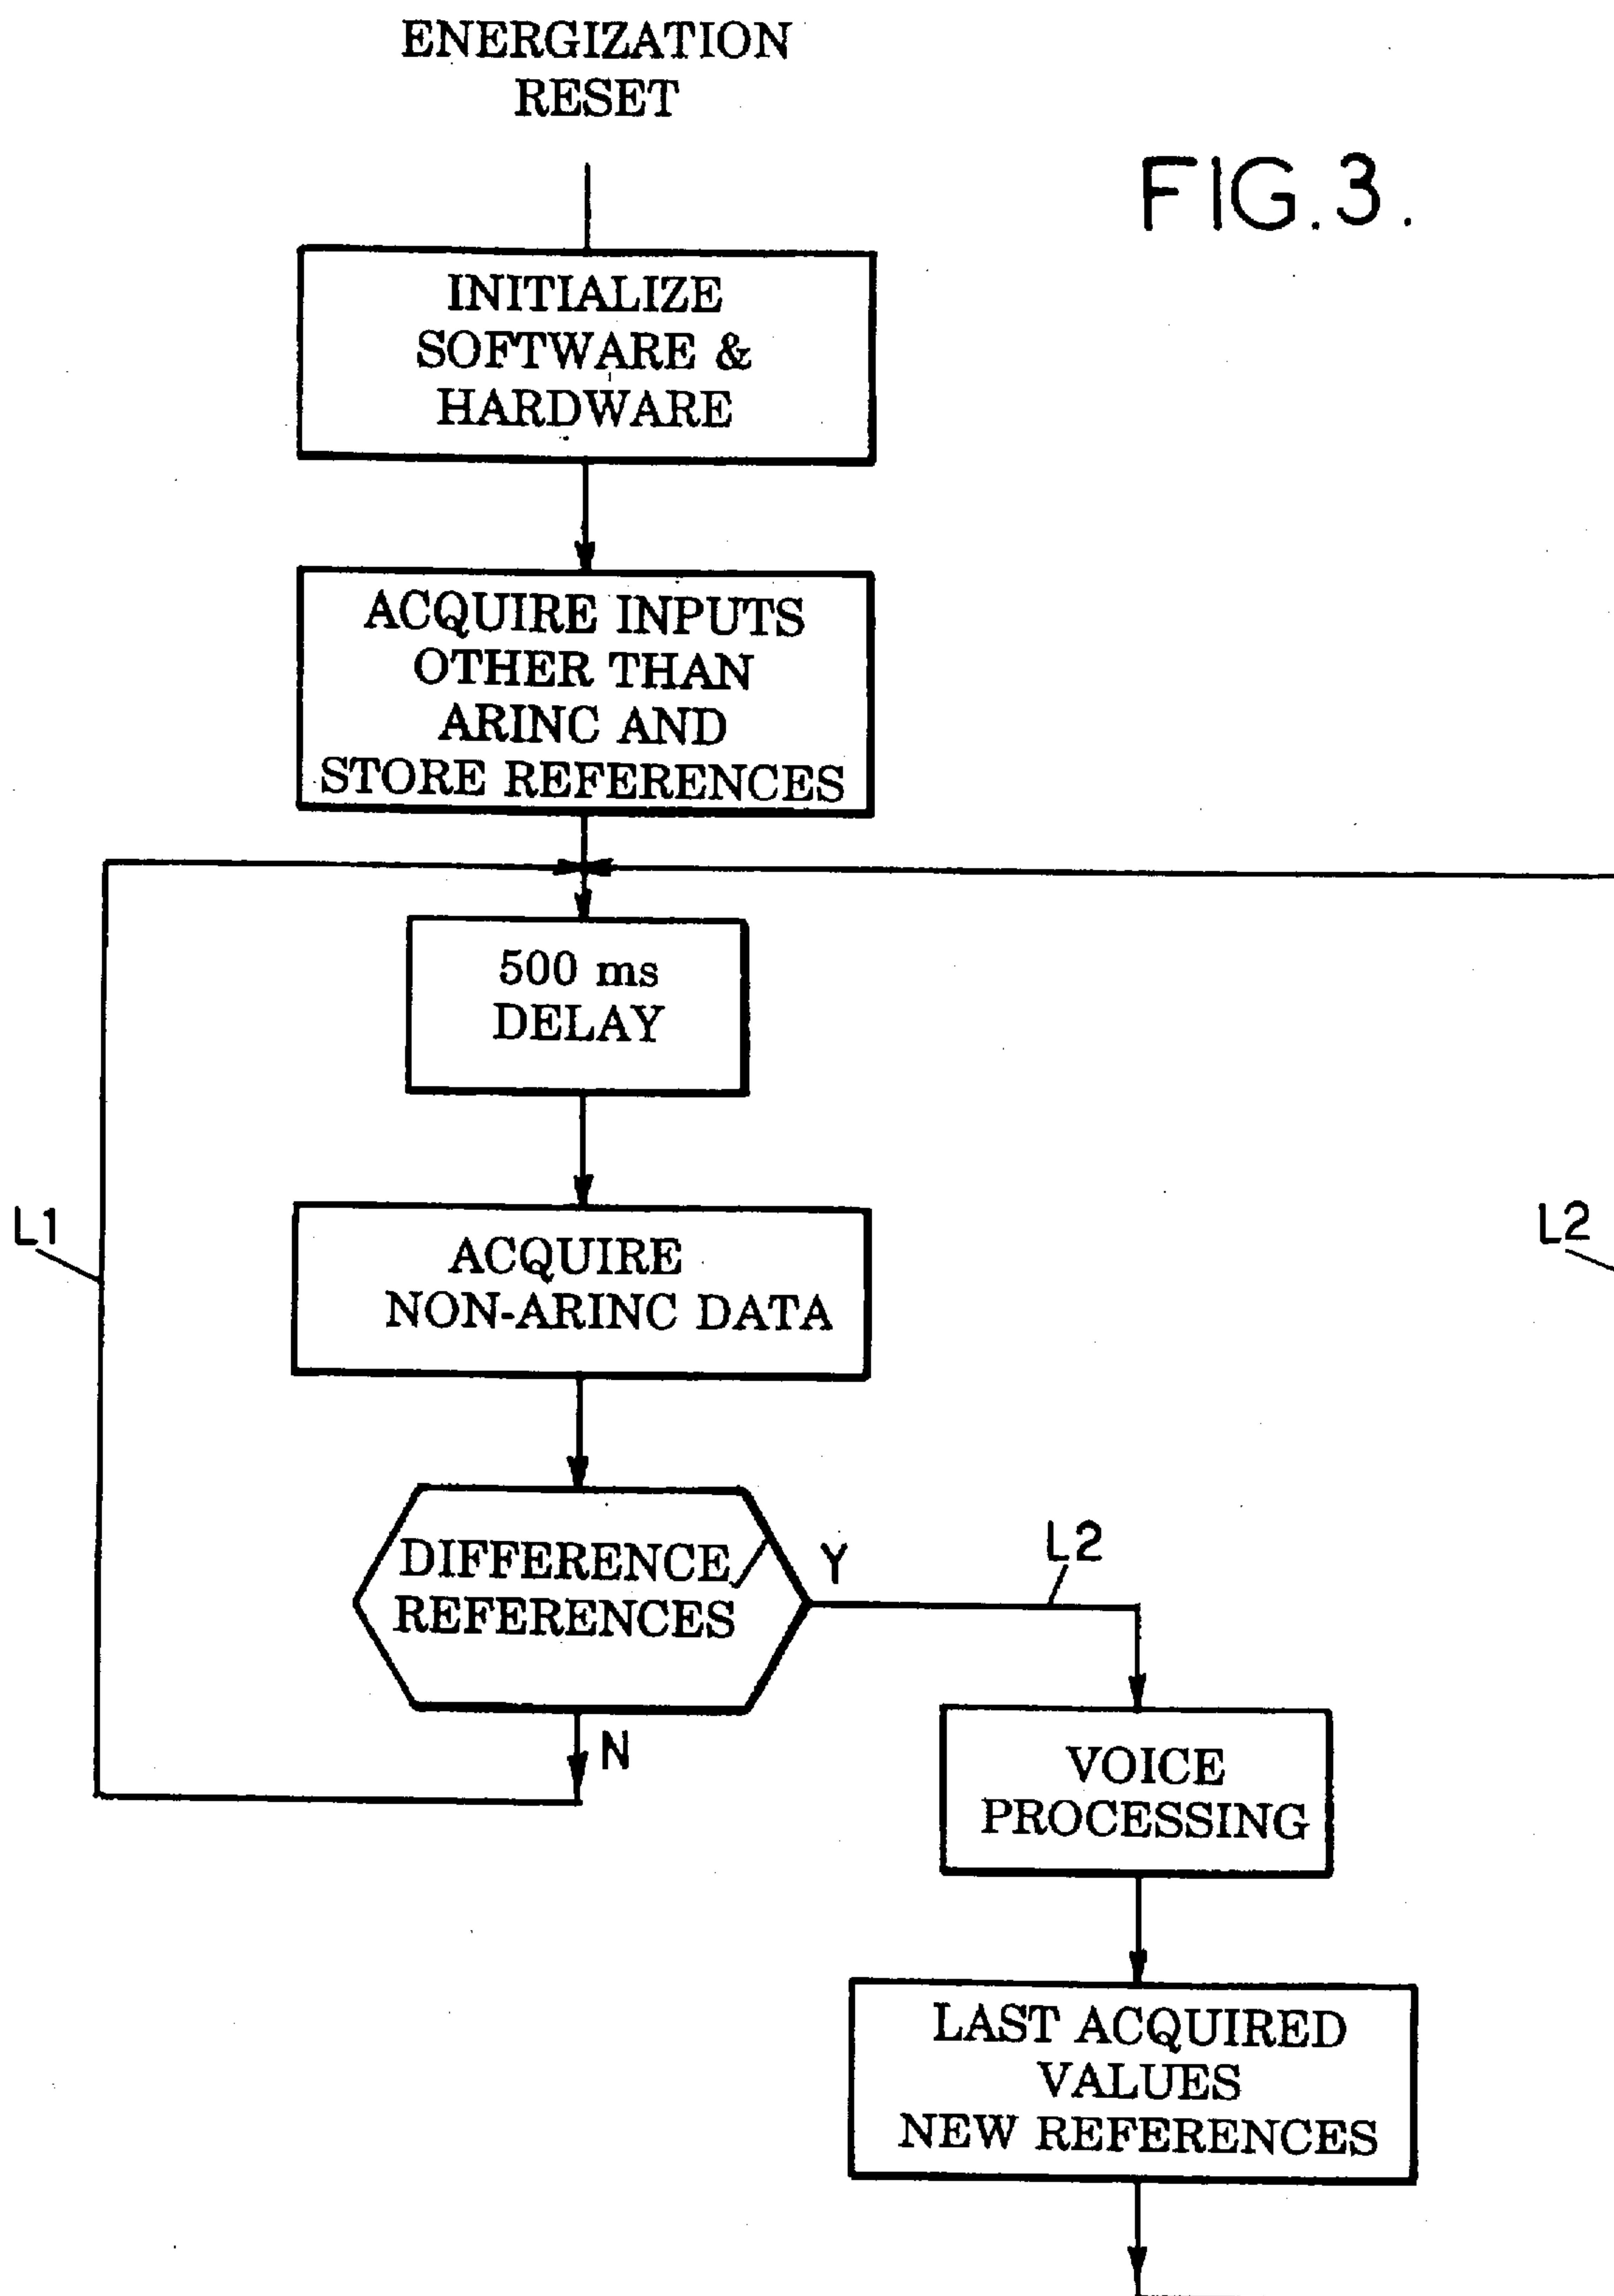 ENERGIZATION
RESET
FIG.3.
INITIALIZE
SOFTWARE &
HARDWARE
ACQUIRE INPUTS
OTHER THAN
ARINC AND
STORE REFERENCES
500 ms
DELAY
L1
L2
ACQUIRE
NON-ARINC DATA
DIFFERENCE/
REFERENCES
Y
L2
N
VOICE
PROCESSING
LAST ACQUIRED
VALUES
NEW REFERENCES